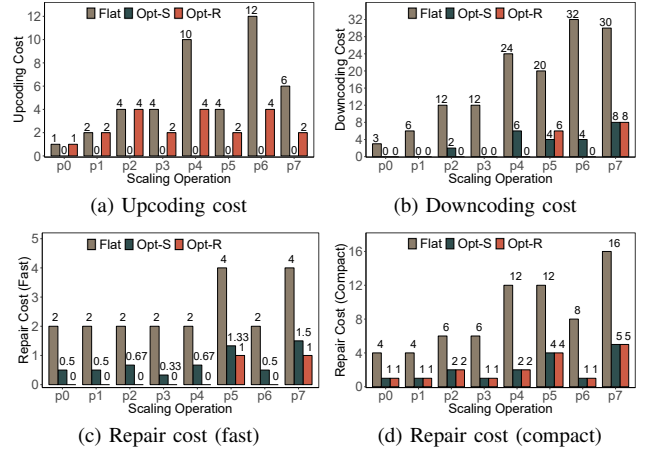 Flat Opt-S Opt-R
Upcoding Cost
12
10
8
6
4
2
0
1 0 1 2 0 2 4 0 4 4 0 2 10 0 4 4 0 2 12 0 4 6 0 2
p0 p1 p2 p3 p4 p5 p6 p7
Scaling Operation
(a) Upcoding cost
Flat Opt-S Opt-R
Downcoding Cost
32
28
24
20
16
12
8
4
0
3 0 0 6 0 0 12 2 0 12 0 0 24 6 0 20 4 6 32 4 0 30 8 8
p0 p1 p2 p3 p4 p5 p6 p7
Scaling Operation
(b) Downcoding cost
Flat Opt-S Opt-R
Repair Cost (Fast)
5
4
2
1
0
2 0.5 0 2 0.5 0 2 0.67 0 2 0.33 0 2 0.67 0 4 1.33 1 2 0.5 0 4 1.5 1
p0 p1 p2 p3 p4 p5 p6 p7
Scaling Operation
(c) Repair cost (fast)
Flat Opt-S Opt-R
Repair Cost (Compact)
16
12
8
4
0
4 1 1 4 1 1 6 2 2 6 1 1 12 2 2 12 4 4 8 1 1 16 5 5
p0 p1 p2 p3 p4 p5 p6 p7
Scaling Operation
(d) Repair cost (compact)